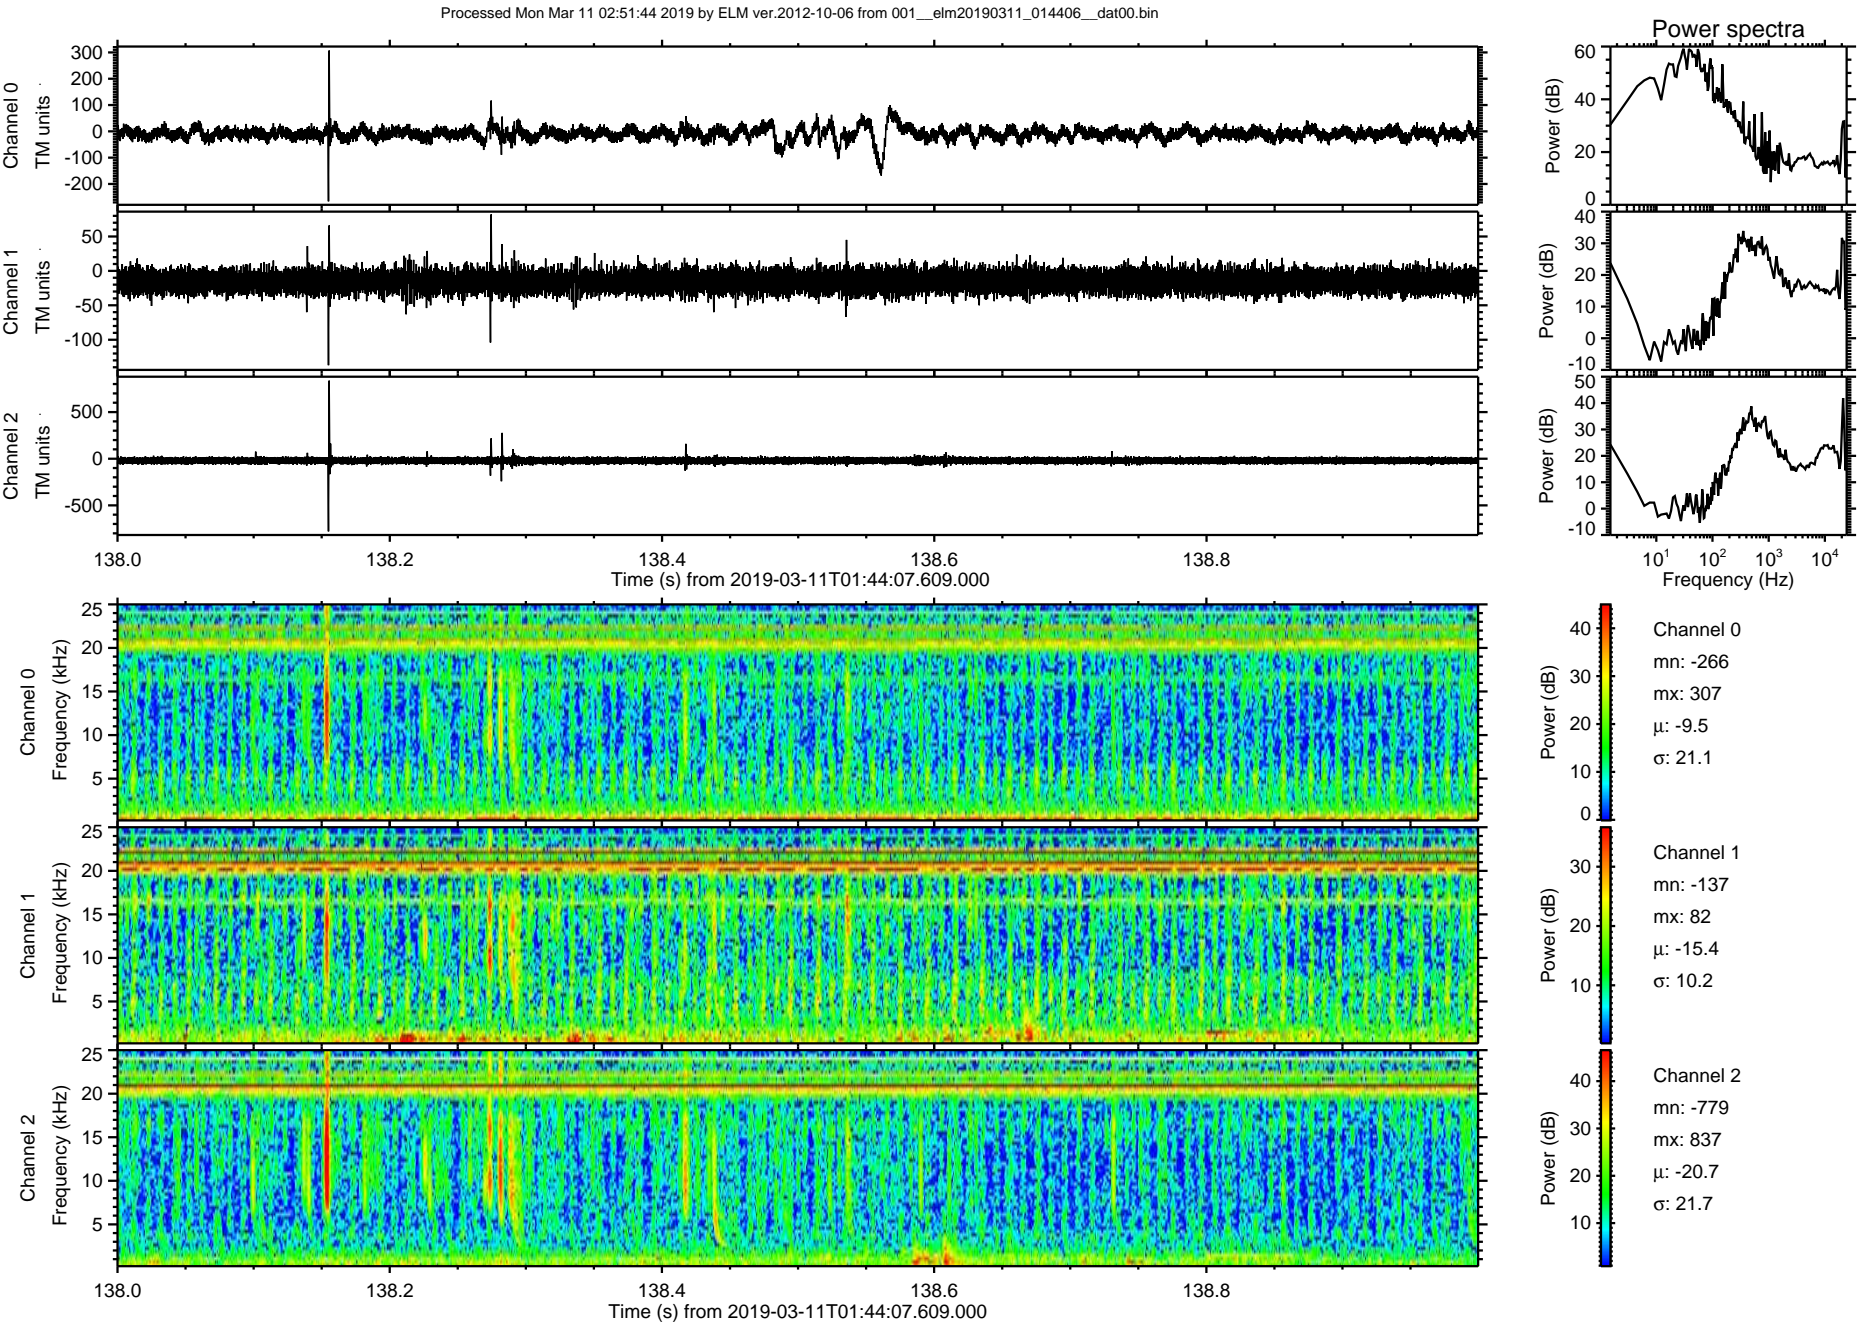 Processed Mon Mar 11 02:51:44 2019 by ELM ver.2012-10-06 from 001__elm20190311_014406__dat00.bin
Power spectra
Channel 0
TM units
300
200
100
0
-100
-200
Power (dB)
60
40
20
0
Channel 1
TM units
50
0
-50
-100
Power (dB)
40
30
20
10
0
-10
Channel 2
TM units
500
0
-500
Power (dB)
50
40
30
20
10
0
-10
138.0 138.2 138.4 138.6 138.8
Time (s) from 2019-03-11T01:44:07.609.000
10¹ 10² 10³ 10⁴
Frequency (Hz)
Channel 0
Frequency (kHz)
25
20
15
10
5
Power (dB)
40
30
20
10
0
Channel 0
mn: -266
mx: 307
μ: -9.5
σ: 21.1
Channel 1
Frequency (kHz)
25
20
15
10
5
Power (dB)
30
20
10
Channel 1
mn: -137
mx: 82
μ: -15.4
σ: 10.2
Channel 2
Frequency (kHz)
25
20
15
10
5
Power (dB)
40
30
20
10
Channel 2
mn: -779
mx: 837
μ: -20.7
σ: 21.7
138.0 138.2 138.4 138.6 138.8
Time (s) from 2019-03-11T01:44:07.609.000